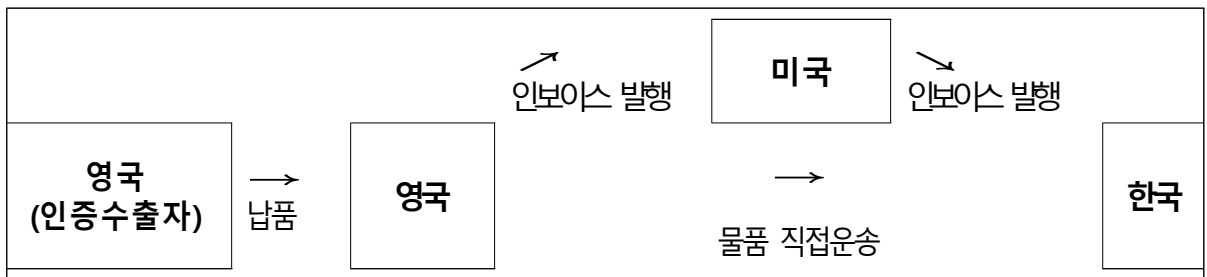 미국
인보이스 발행
인보이스 발행
영국
(인증수출자)
납품
영국
물품 직접운송
한국